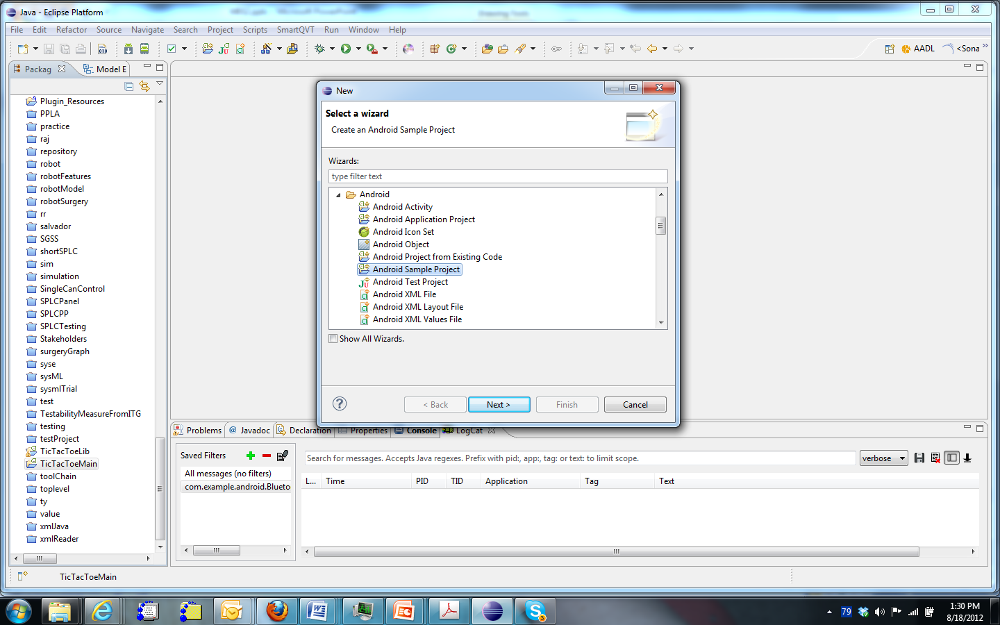 Java - Eclipse Platform
File Edit Refactor Source Navigate Search Project Scripts SmartQVT Run Window Help
AADL <Sona »
Packag Model E
Plugin_Resources
PPLA
practice
raj
repository
robot
robotFeatures
robotModel
robotSurgery
rr
salvador
SGSS
shortSPLC
sim
simulation
SingleCanControl
SPLCPanel
SPLCPP
SPLCTesting
Stakeholders
surgeryGraph
syse
sysML
sysmlTrial
test
TestabilityMeasureFromITG
testing
testProject
TicTacToeLib
TicTacToeMain
toolChain
toplevel
ty
value
xmlJava
xmlReader
New
Select a wizard
Create an Android Sample Project
Wizards:
type filter text
Android
Android Activity
Android Application Project
Android Icon Set
Android Object
Android Project from Existing Code
Android Sample Project
Android Test Project
Android XML File
Android XML Layout File
Android XML Values File
Show All Wizards.
< Back Next > Finish Cancel
Problems @ Javadoc Declaration Properties Console LogCat
Saved Filters
All messages (no filters)
com.example.android.Blueto
Search for messages. Accepts Java regexes. Prefix with pid:, app:, tag: or text: to limit scope.
verbose
L... Time PID TID Application Tag Text
TicTacToeMain
79
1:30 PM
8/18/2012